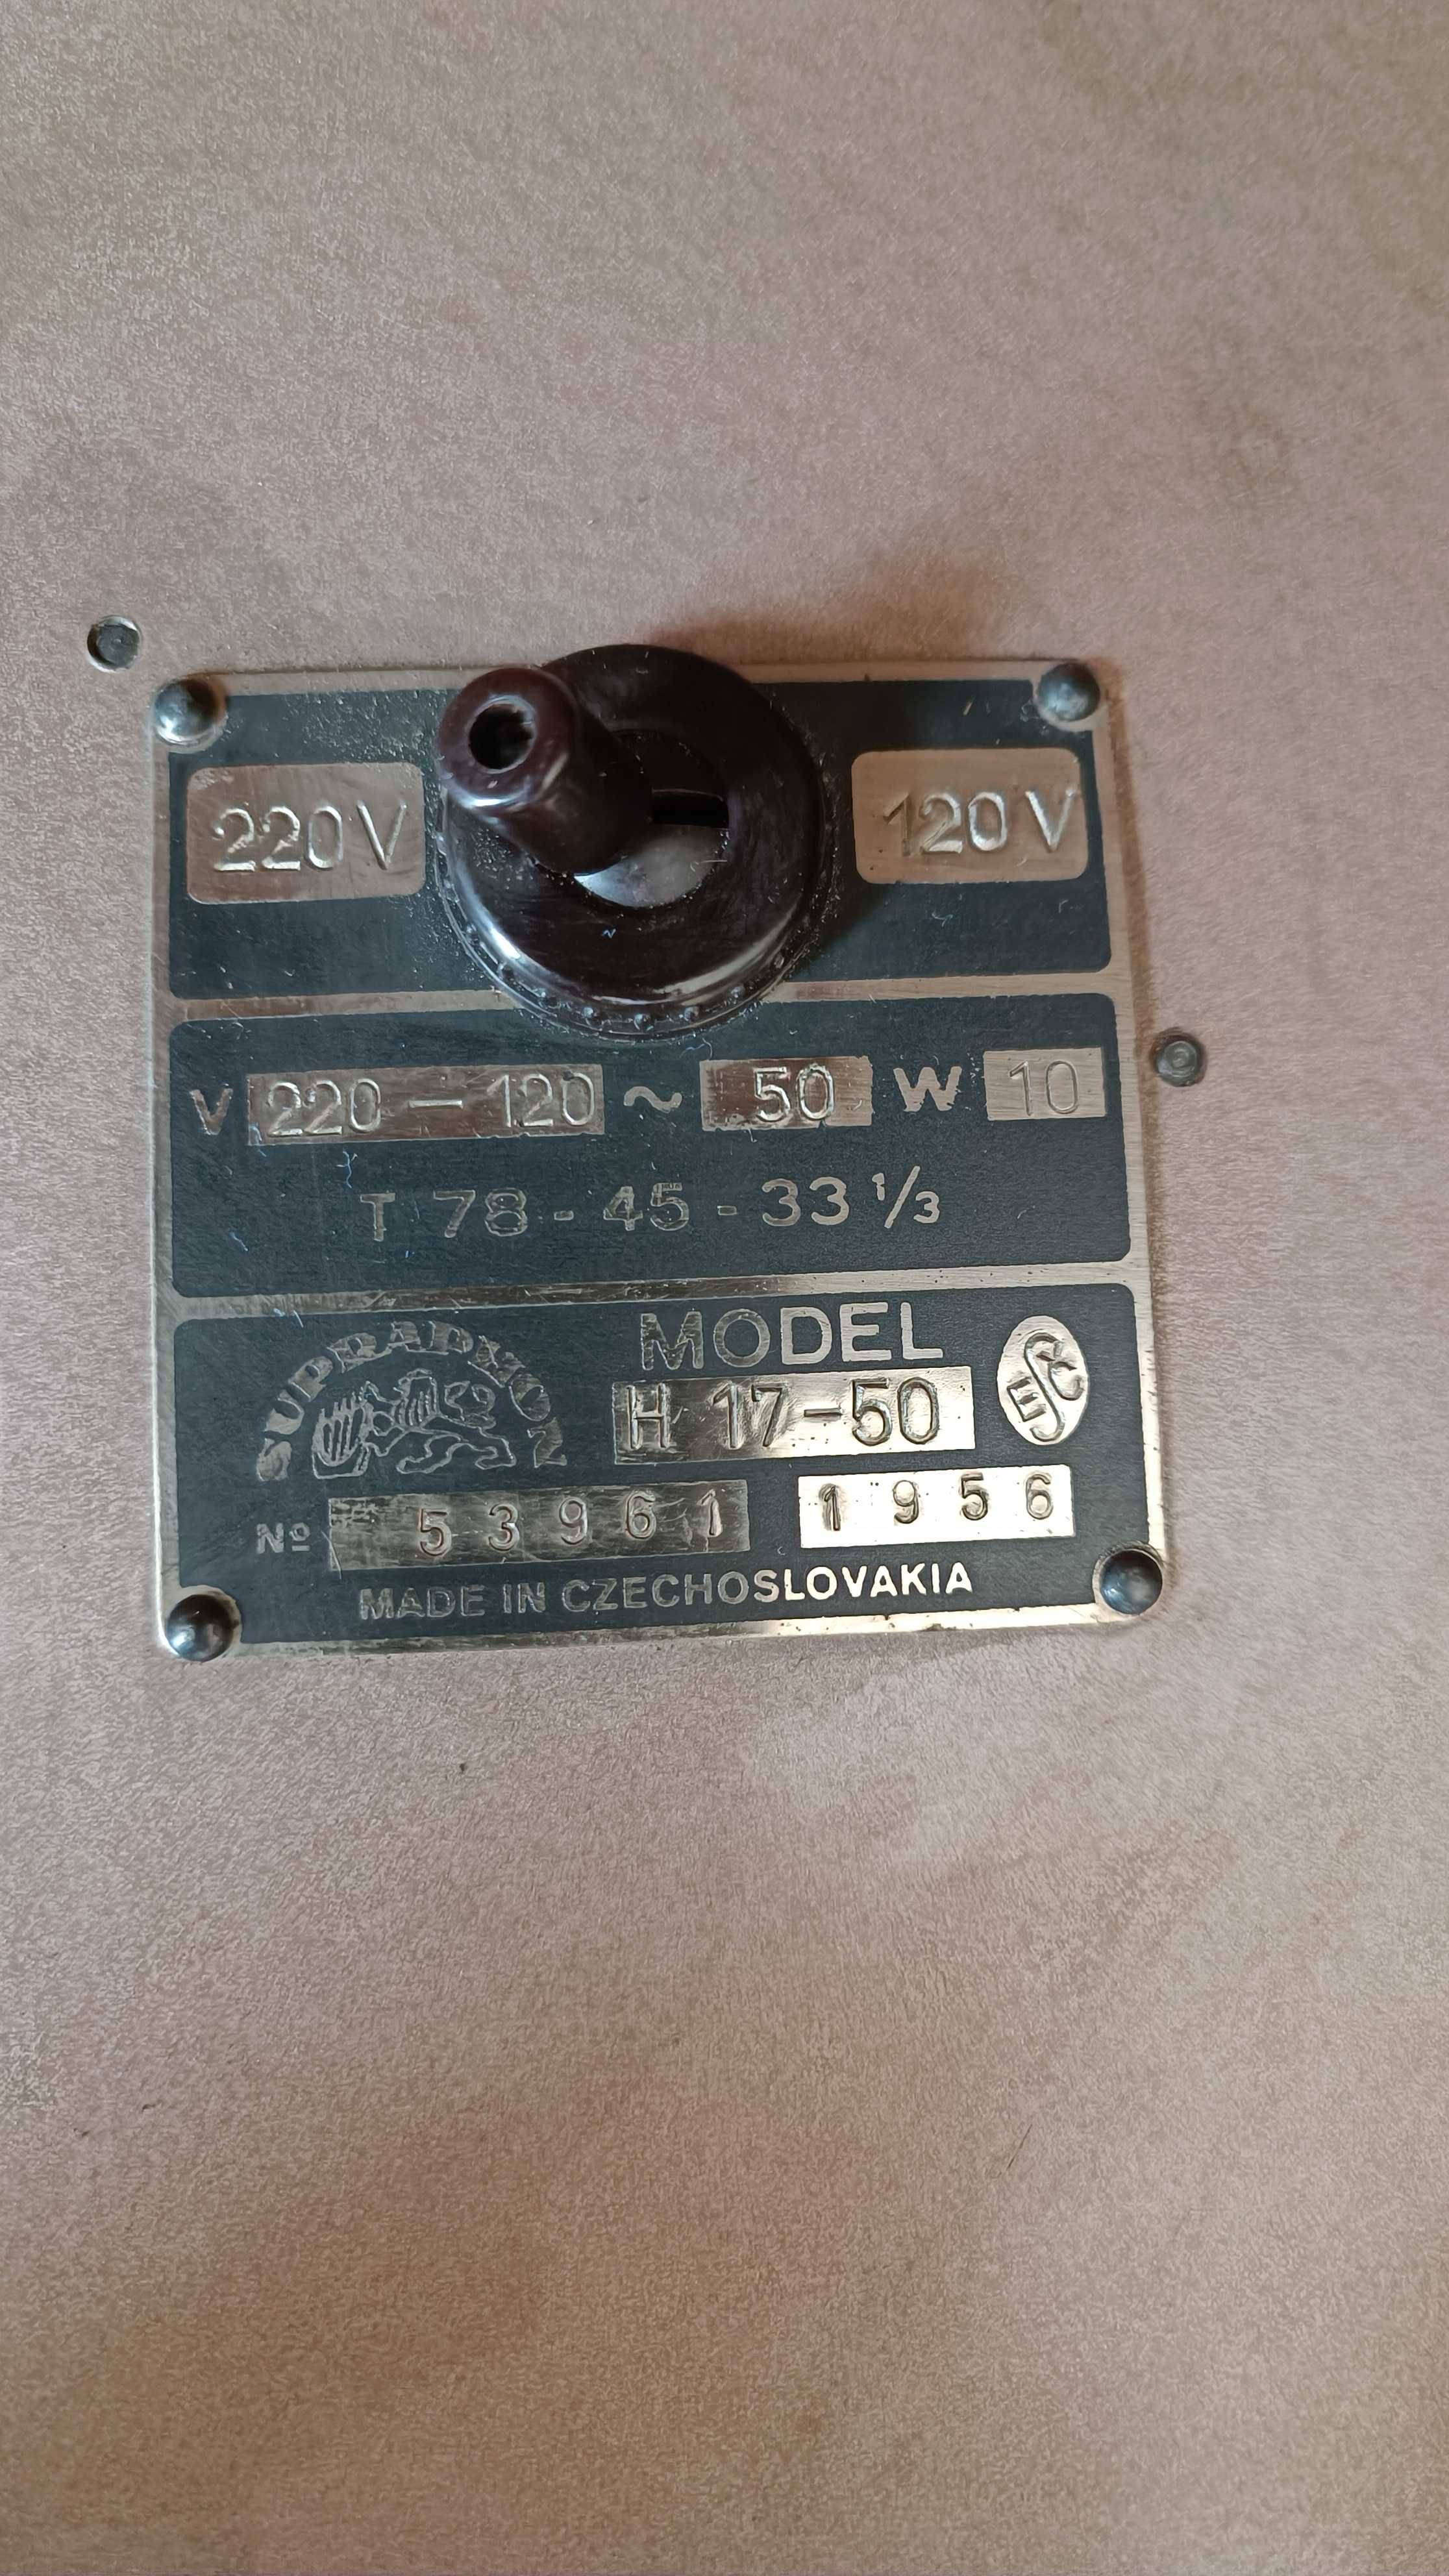 220V 120V
V 220 - 120 ~ 50 W 10
T 78 - 45 - 33 1/3
SUPRAPHON
MODEL
H 17-50
ESČ
Nº 53961 1956
MADE IN CZECHOSLOVAKIA